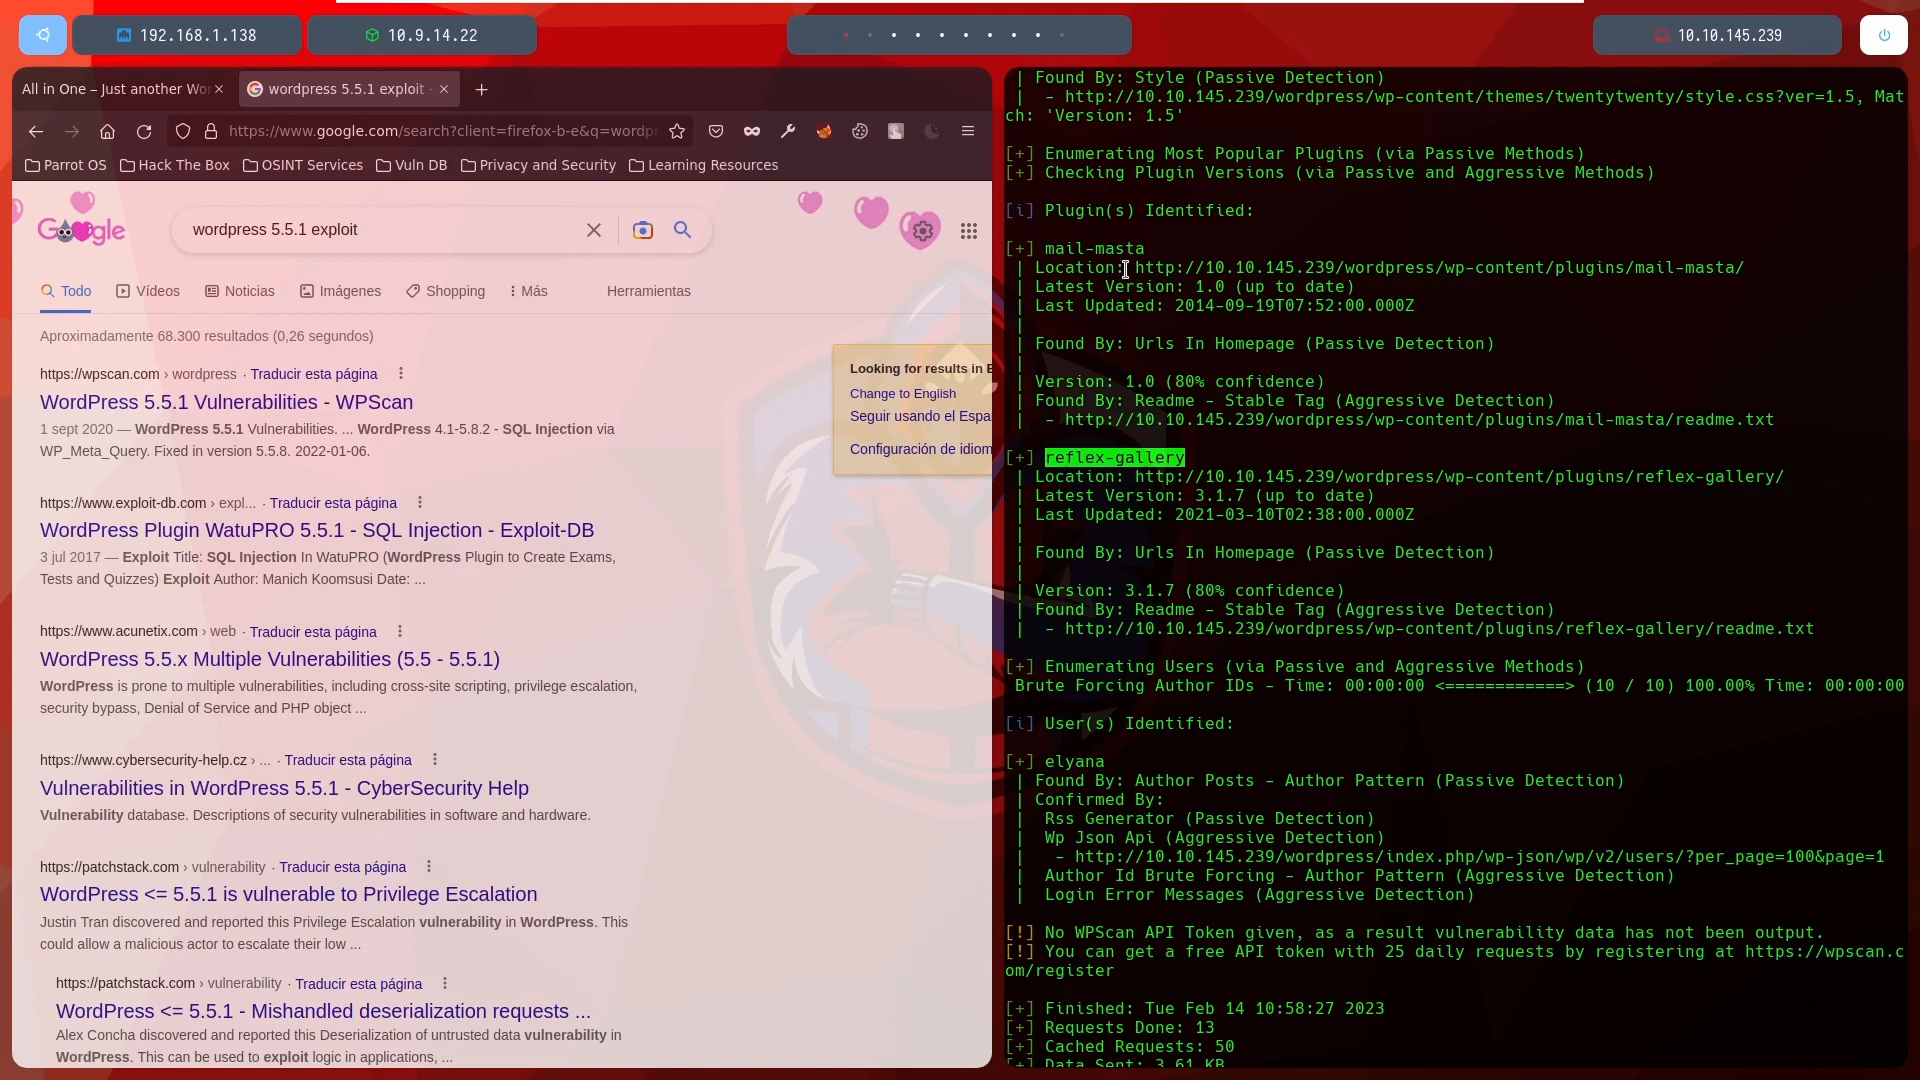 192.168.1.138
10.9.14.22
10.10.145.239
All in One – Just another Wor
wordpress 5.5.1 exploit -
https://www.google.com/search?client=firefox-b-e&q=wordpr
Parrot OS
Hack The Box
OSINT Services
Vuln DB
Privacy and Security
Learning Resources
Google
wordpress 5.5.1 exploit
Todo
Vídeos
Noticias
Imágenes
Shopping
Más
Herramientas
Aproximadamente 68.300 resultados (0,26 segundos)
https://wpscan.com › wordpress · Traducir esta página
WordPress 5.5.1 Vulnerabilities - WPScan
1 sept 2020 — WordPress 5.5.1 Vulnerabilities. ... WordPress 4.1-5.8.2 - SQL Injection via
WP_Meta_Query. Fixed in version 5.5.8. 2022-01-06.
https://www.exploit-db.com › expl... · Traducir esta página
WordPress Plugin WatuPRO 5.5.1 - SQL Injection - Exploit-DB
3 jul 2017 — Exploit Title: SQL Injection In WatuPRO (WordPress Plugin to Create Exams,
Tests and Quizzes) Exploit Author: Manich Koomsusi Date: ...
https://www.acunetix.com › web · Traducir esta página
WordPress 5.5.x Multiple Vulnerabilities (5.5 - 5.5.1)
WordPress is prone to multiple vulnerabilities, including cross-site scripting, privilege escalation,
security bypass, Denial of Service and PHP object ...
https://www.cybersecurity-help.cz › ... · Traducir esta página
Vulnerabilities in WordPress 5.5.1 - CyberSecurity Help
Vulnerability database. Descriptions of security vulnerabilities in software and hardware.
https://patchstack.com › vulnerability · Traducir esta página
WordPress <= 5.5.1 is vulnerable to Privilege Escalation
Justin Tran discovered and reported this Privilege Escalation vulnerability in WordPress. This
could allow a malicious actor to escalate their low ...
https://patchstack.com › vulnerability · Traducir esta página
WordPress <= 5.5.1 - Mishandled deserialization requests ...
Alex Concha discovered and reported this Deserialization of untrusted data vulnerability in
WordPress. This can be used to exploit logic in applications, ...
Looking for results in E
Change to English
Seguir usando el Espa
Configuración de idiom
| Found By: Style (Passive Detection)
|  - http://10.10.145.239/wordpress/wp-content/themes/twentytwenty/style.css?ver=1.5, Mat
ch: 'Version: 1.5'
[+] Enumerating Most Popular Plugins (via Passive Methods)
[+] Checking Plugin Versions (via Passive and Aggressive Methods)
[i] Plugin(s) Identified:
[+] mail-masta
| Location: http://10.10.145.239/wordpress/wp-content/plugins/mail-masta/
| Latest Version: 1.0 (up to date)
| Last Updated: 2014-09-19T07:52:00.000Z
|
| Found By: Urls In Homepage (Passive Detection)
|
| Version: 1.0 (80% confidence)
| Found By: Readme - Stable Tag (Aggressive Detection)
|  - http://10.10.145.239/wordpress/wp-content/plugins/mail-masta/readme.txt
[+] reflex-gallery
| Location: http://10.10.145.239/wordpress/wp-content/plugins/reflex-gallery/
| Latest Version: 3.1.7 (up to date)
| Last Updated: 2021-03-10T02:38:00.000Z
|
| Found By: Urls In Homepage (Passive Detection)
|
| Version: 3.1.7 (80% confidence)
| Found By: Readme - Stable Tag (Aggressive Detection)
|  - http://10.10.145.239/wordpress/wp-content/plugins/reflex-gallery/readme.txt
[+] Enumerating Users (via Passive and Aggressive Methods)
Brute Forcing Author IDs - Time: 00:00:00 <============> (10 / 10) 100.00% Time: 00:00:00
[i] User(s) Identified:
[+] elyana
| Found By: Author Posts - Author Pattern (Passive Detection)
| Confirmed By:
|  Rss Generator (Passive Detection)
|  Wp Json Api (Aggressive Detection)
|   - http://10.10.145.239/wordpress/index.php/wp-json/wp/v2/users/?per_page=100&page=1
|  Author Id Brute Forcing - Author Pattern (Aggressive Detection)
|  Login Error Messages (Aggressive Detection)
[!] No WPScan API Token given, as a result vulnerability data has not been output.
[!] You can get a free API token with 25 daily requests by registering at https://wpscan.c
om/register
[+] Finished: Tue Feb 14 10:58:27 2023
[+] Requests Done: 13
[+] Cached Requests: 50
[+] Data Sent: 3.61 KB